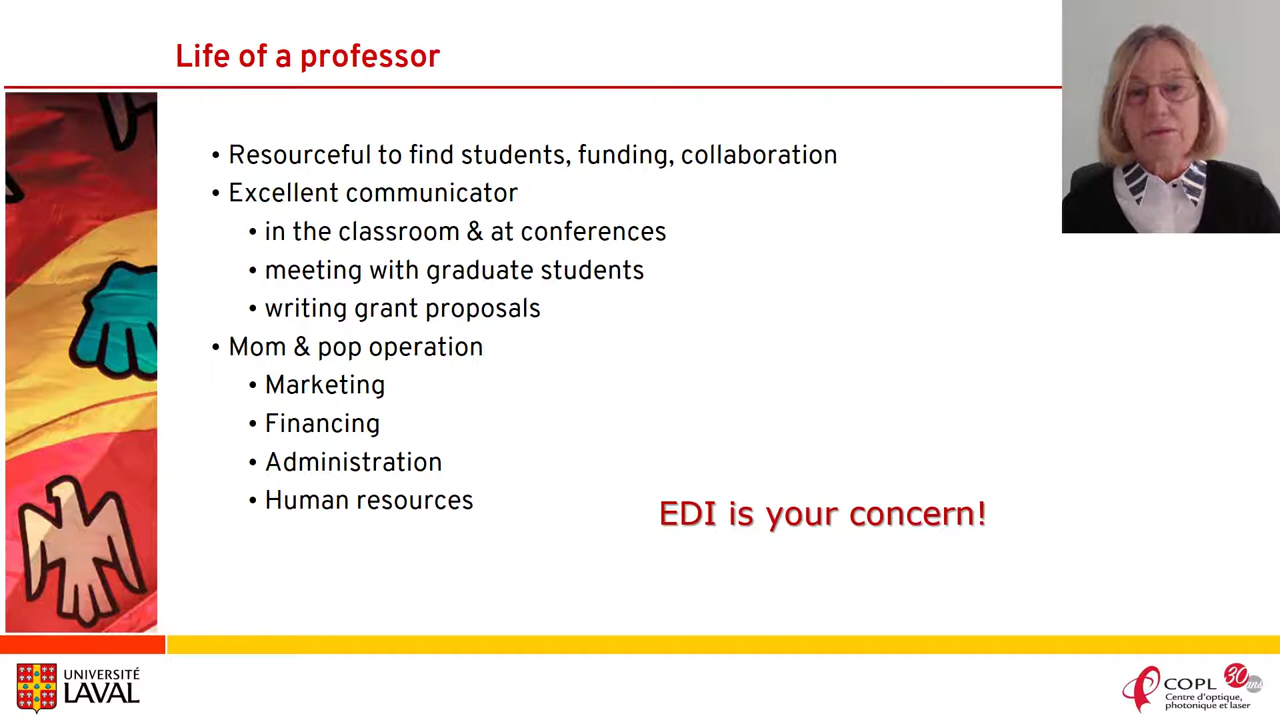 Life of a professor
• Resourceful to find students, funding, collaboration
• Excellent communicator
• in the classroom & at conferences
• meeting with graduate students
• writing grant proposals
• Mom & pop operation
• Marketing
• Financing
• Administration
• Human resources
EDI is your concern!
UNIVERSITÉ
LAVAL
COPL
30
ans
Centre d'optique,
photonique et laser